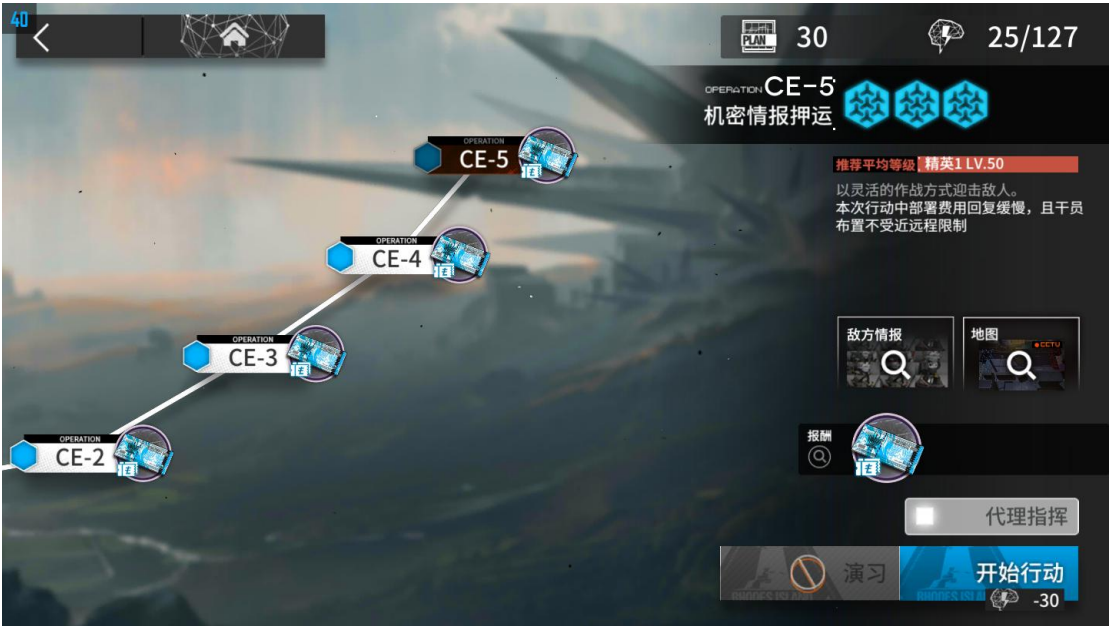 40
PLAN
30
25/127
OPERATION CE-5
机密情报押运
推荐平均等级 精英1 LV.50
以灵活的作战方式迎击敌人。
本次行动中部署费用回复缓慢，且干员
布置不受近远程限制
OPERATION
CE-5
OPERATION
CE-4
OPERATION
CE-3
OPERATION
CE-2
敌方情报
地图
CCTV
报酬
代理指挥
演习
RHODES ISLAND
开始行动
-30